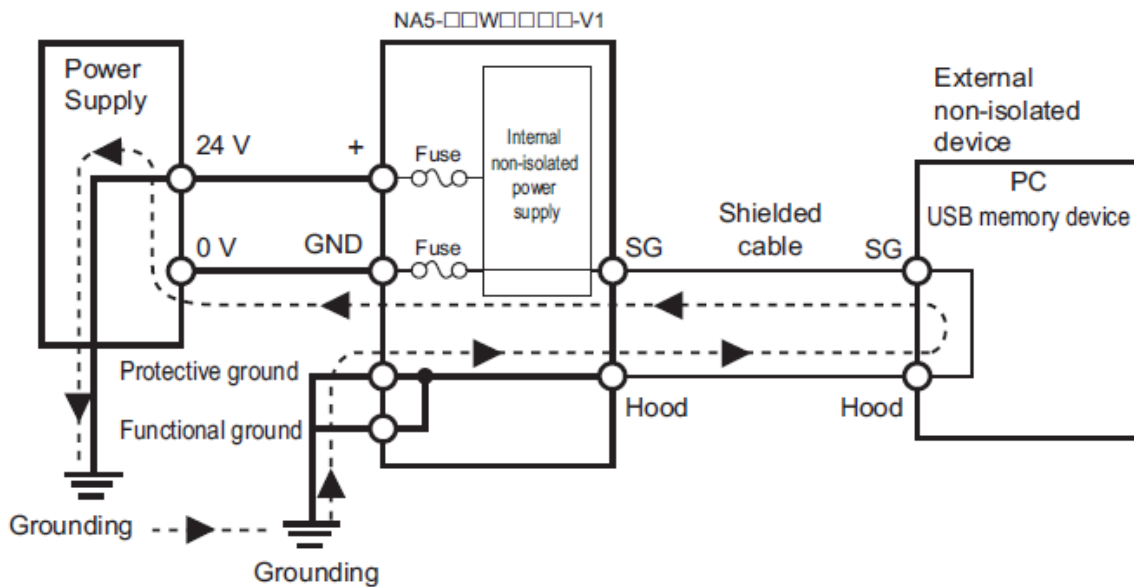 NA5-□□W□□□□-V1
Power
Supply
24 V
+
Fuse
Internal
non-isolated
power
supply
External
non-isolated
device
PC
USB memory device
0 V
GND
Fuse
SG
Shielded
cable
SG
Protective ground
Hood
Hood
Functional ground
Grounding
Grounding